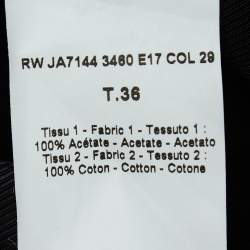 RW JA7144 3460 E17 COL 29
T.36
Tissu 1 - Fabric 1 - Tessuto 1 :
100% Acétate - Acetate - Acetato
Tissu 2 - Fabric 2 - Tessuto 2 :
100% Coton - Cotton - Cotone